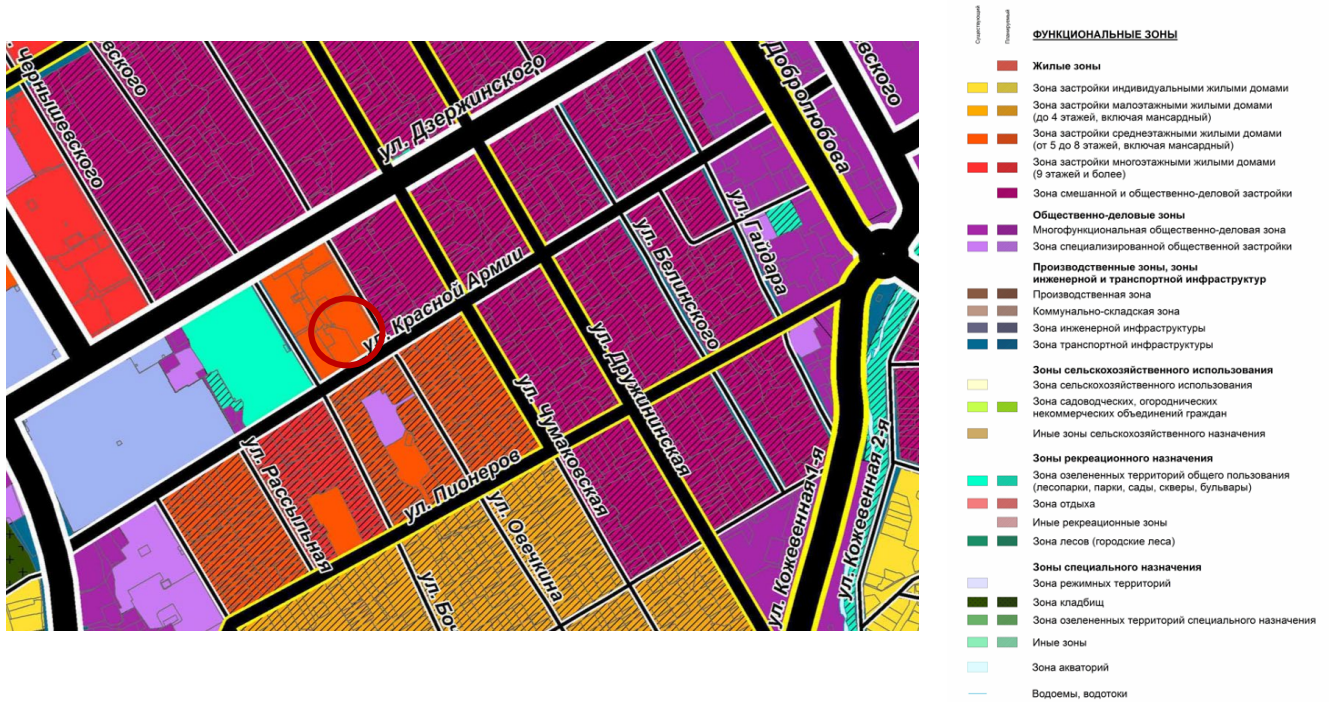 Чернышевского
вского
ул. Дзержинского
Добролюбова
вского
ул. Гайдара
ул. Белинского
ул. Красной Армии
ул. Дружининская
ул. Чумаковская
ул. Пионеров
ул. Рассыльная
ул. Овечкина
ул. Боч
ул. Кожевенная 1-я
ул. Кожевенная 2-я
Существующий
Планируемый
ФУНКЦИОНАЛЬНЫЕ ЗОНЫ
Жилые зоны
Зона застройки индивидуальными жилыми домами
Зона застройки малоэтажными жилыми домами
(до 4 этажей, включая мансардный)
Зона застройки среднеэтажными жилыми домами
(от 5 до 8 этажей, включая мансардный)
Зона застройки многоэтажными жилыми домами
(9 этажей и более)
Зона смешанной и общественно-деловой застройки
Общественно-деловые зоны
Многофункциональная общественно-деловая зона
Зона специализированной общественной застройки
Производственные зоны, зоны
инженерной и транспортной инфраструктур
Производственная зона
Коммунально-складская зона
Зона инженерной инфраструктуры
Зона транспортной инфраструктуры
Зоны сельскохозяйственного использования
Зона сельскохозяйственного использования
Зона садоводческих, огороднических
некоммерческих объединений граждан
Иные зоны сельскохозяйственного назначения
Зоны рекреационного назначения
Зона озелененных территорий общего пользования
(лесопарки, парки, сады, скверы, бульвары)
Зона отдыха
Иные рекреационные зоны
Зона лесов (городские леса)
Зоны специального назначения
Зона режимных территорий
Зона кладбищ
Зона озелененных территорий специального назначения
Иные зоны
Зона акваторий
Водоемы, водотоки